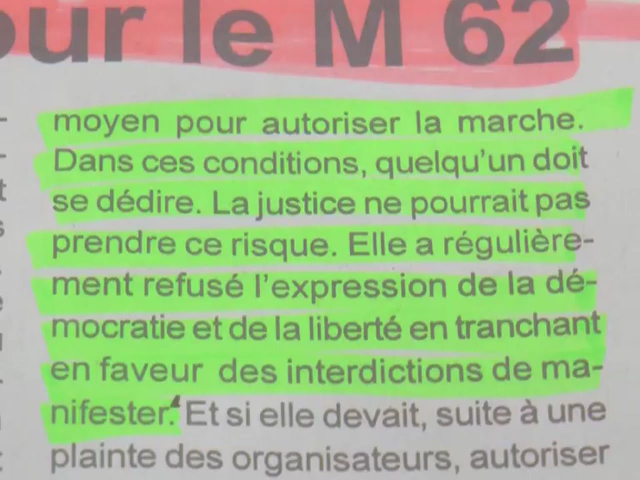 our le M 62
moyen pour autoriser la marche.
Dans ces conditions, quelqu'un doit
se dédire. La justice ne pourrait pas
prendre ce risque. Elle a régulière-
ment refusé l'expression de la dé-
mocratie et de la liberté en tranchant
en faveur des interdictions de ma-
nifester. Et si elle devait, suite à une
plainte des organisateurs, autoriser